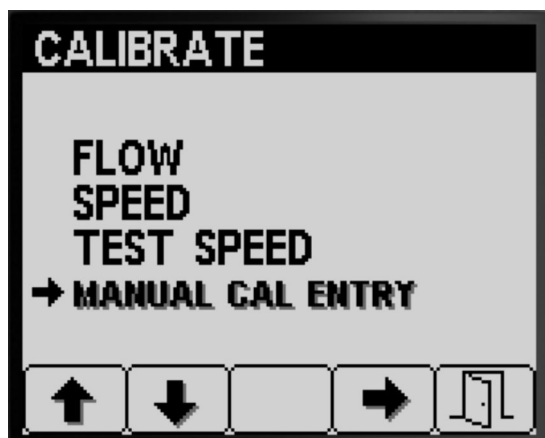 CALIBRATE
FLOW
SPEED
TEST SPEED
MANUAL CAL ENTRY